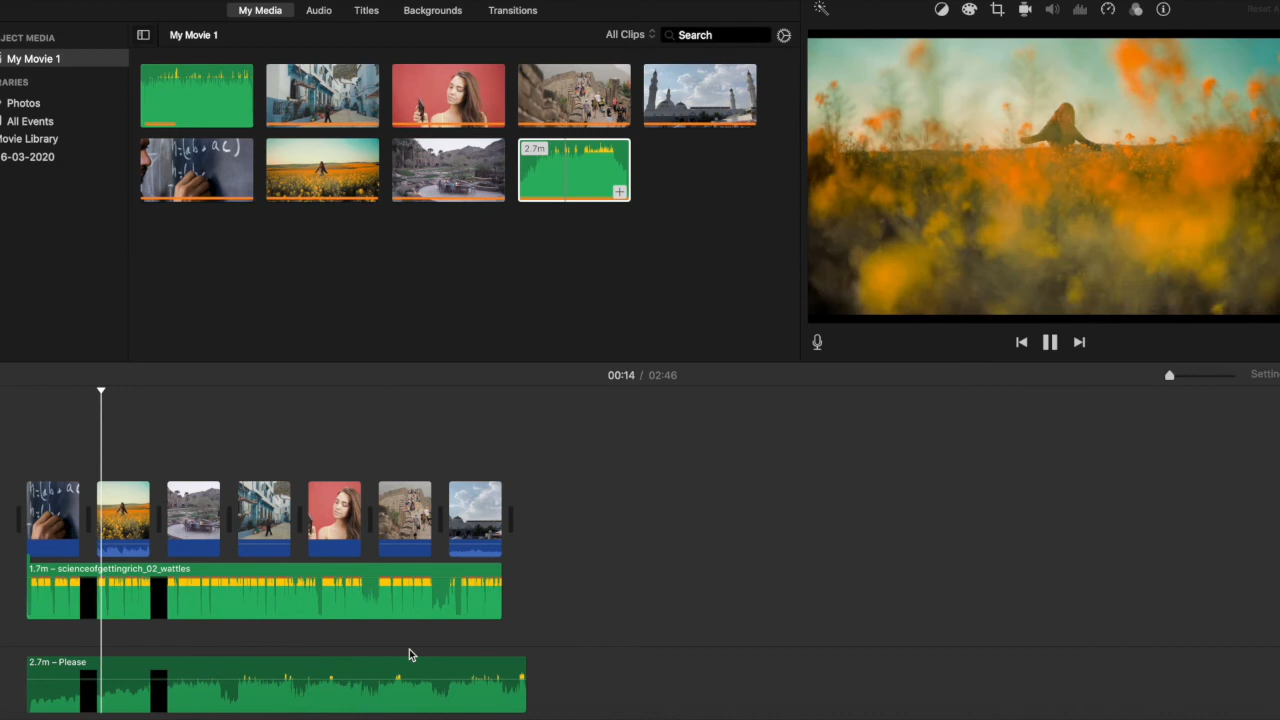 My Media Audio Titles Backgrounds Transitions
JECT MEDIA
My Movie 1
RARIES
Photos
All Events
Movie Library
6-03-2020
My Movie 1 All Clips Search
Reset A
2.7m
00:14 / 02:46
Settin
1.7m – scienceofgettingrich_02_wattles
2.7m – Please